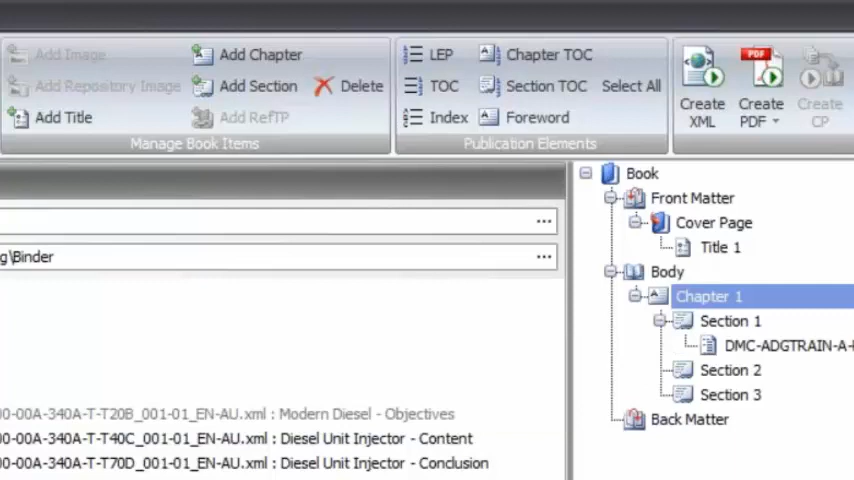 Add Image
Add Chapter
Add Repository Image
Add Section
Delete
Add Title
Add RefTP
Manage Book Items
LEP
Chapter TOC
TOC
Section TOC
Select All
Index
Foreword
Publication Elements
Create XML
PDF
Create PDF
Create CP
g\Binder
00-00A-340A-T-T20B_001-01_EN-AU.xml : Modern Diesel - Objectives
00-00A-340A-T-T40C_001-01_EN-AU.xml : Diesel Unit Injector - Content
00-00A-340A-T-T70D_001-01_EN-AU.xml : Diesel Unit Injector - Conclusion
Book
Front Matter
Cover Page
Title 1
Body
Chapter 1
Section 1
DMC-ADGTRAIN-A-
Section 2
Section 3
Back Matter